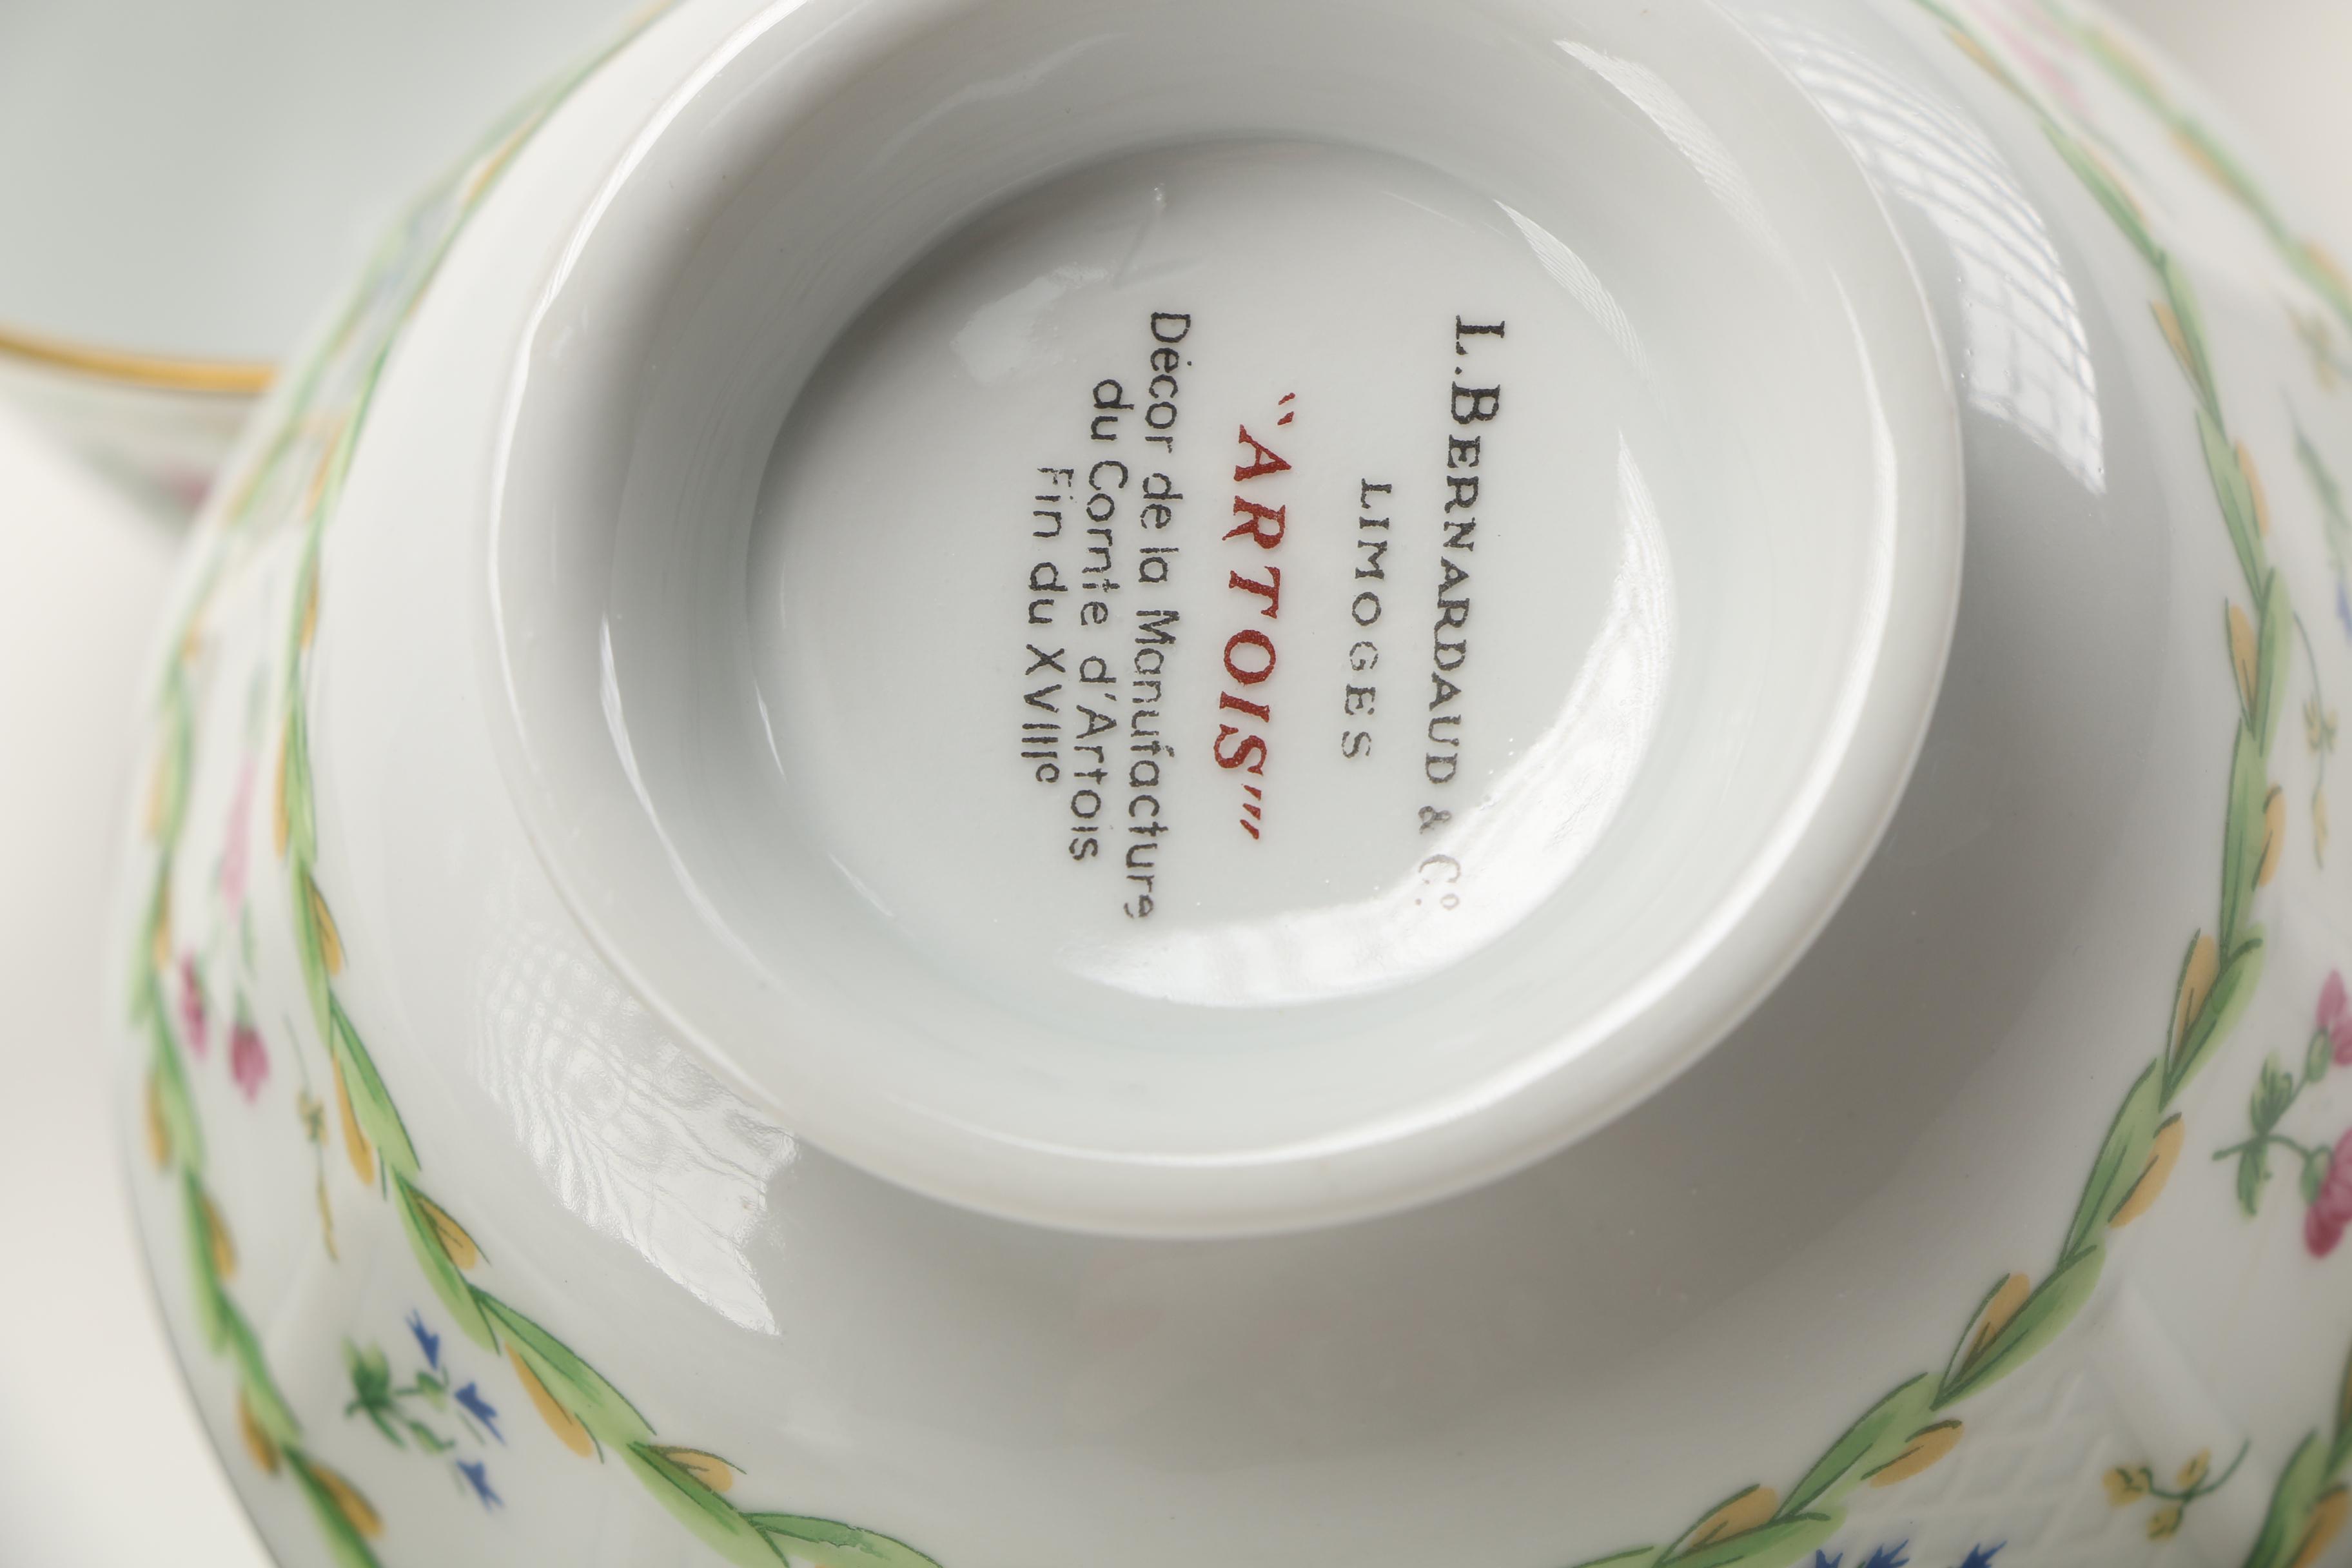 L. BERNARDAUD & Cº.
LIMOGES
"ARTOIS"
Décor de la Manufacture
du Comte d'Artois
Fin du XVIIIe